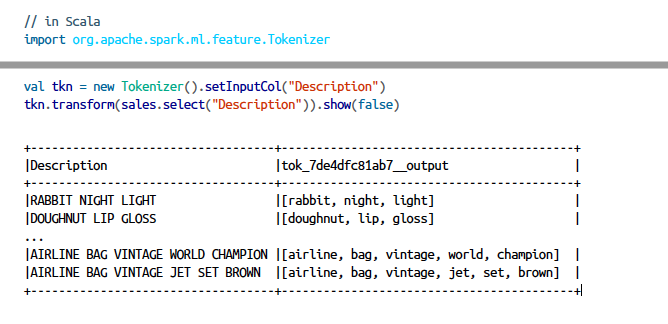 // in Scala
import org.apache.spark.ml.feature.Tokenizer
val tkn = new Tokenizer().setInputCol("Description")
tkn.transform(sales.select("Description")).show(false)
+-----------------------------------+------------------------------------------+
|Description |tok_7de4dfc81ab7__output |
+-----------------------------------+------------------------------------------+
|RABBIT NIGHT LIGHT |[rabbit, night, light] |
|DOUGHNUT LIP GLOSS |[doughnut, lip, gloss] |
...
|AIRLINE BAG VINTAGE WORLD CHAMPION |[airline, bag, vintage, world, champion] |
|AIRLINE BAG VINTAGE JET SET BROWN |[airline, bag, vintage, jet, set, brown] |
+-----------------------------------+------------------------------------------+